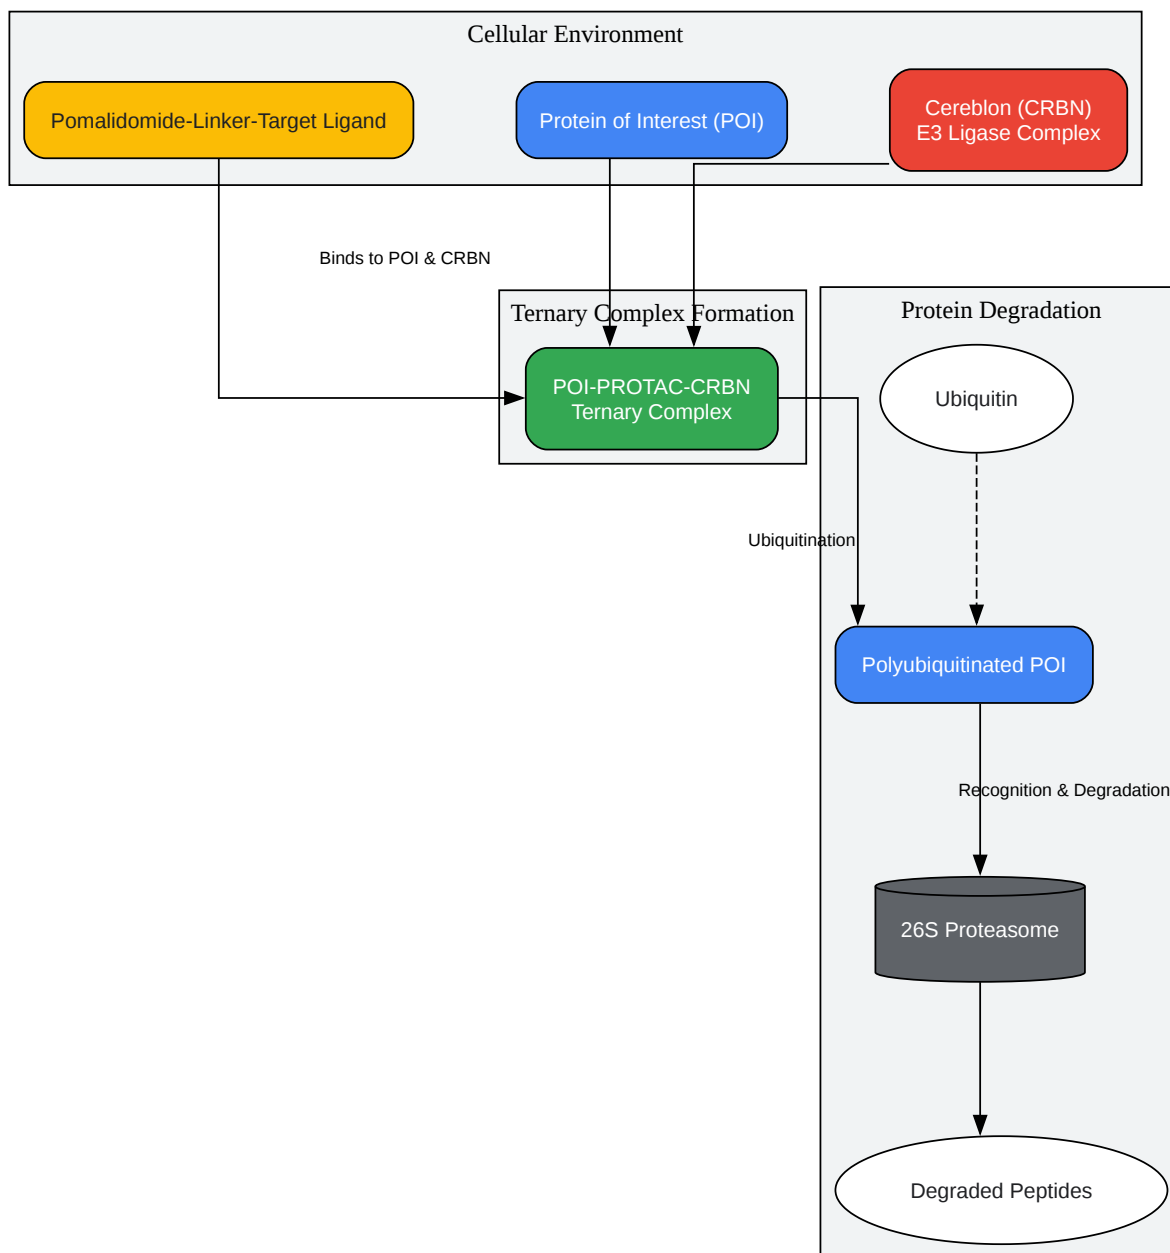 Cellular Environment
Pomalidomide-Linker-Target Ligand
Protein of Interest (POI)
Cereblon (CRBN)
E3 Ligase Complex
Binds to POI & CRBN
Ternary Complex Formation
Protein Degradation
POI-PROTAC-CRBN
Ternary Complex
Ubiquitin
Ubiquitination
Polyubiquitinated POI
Recognition & Degradation
26S Proteasome
Degraded Peptides